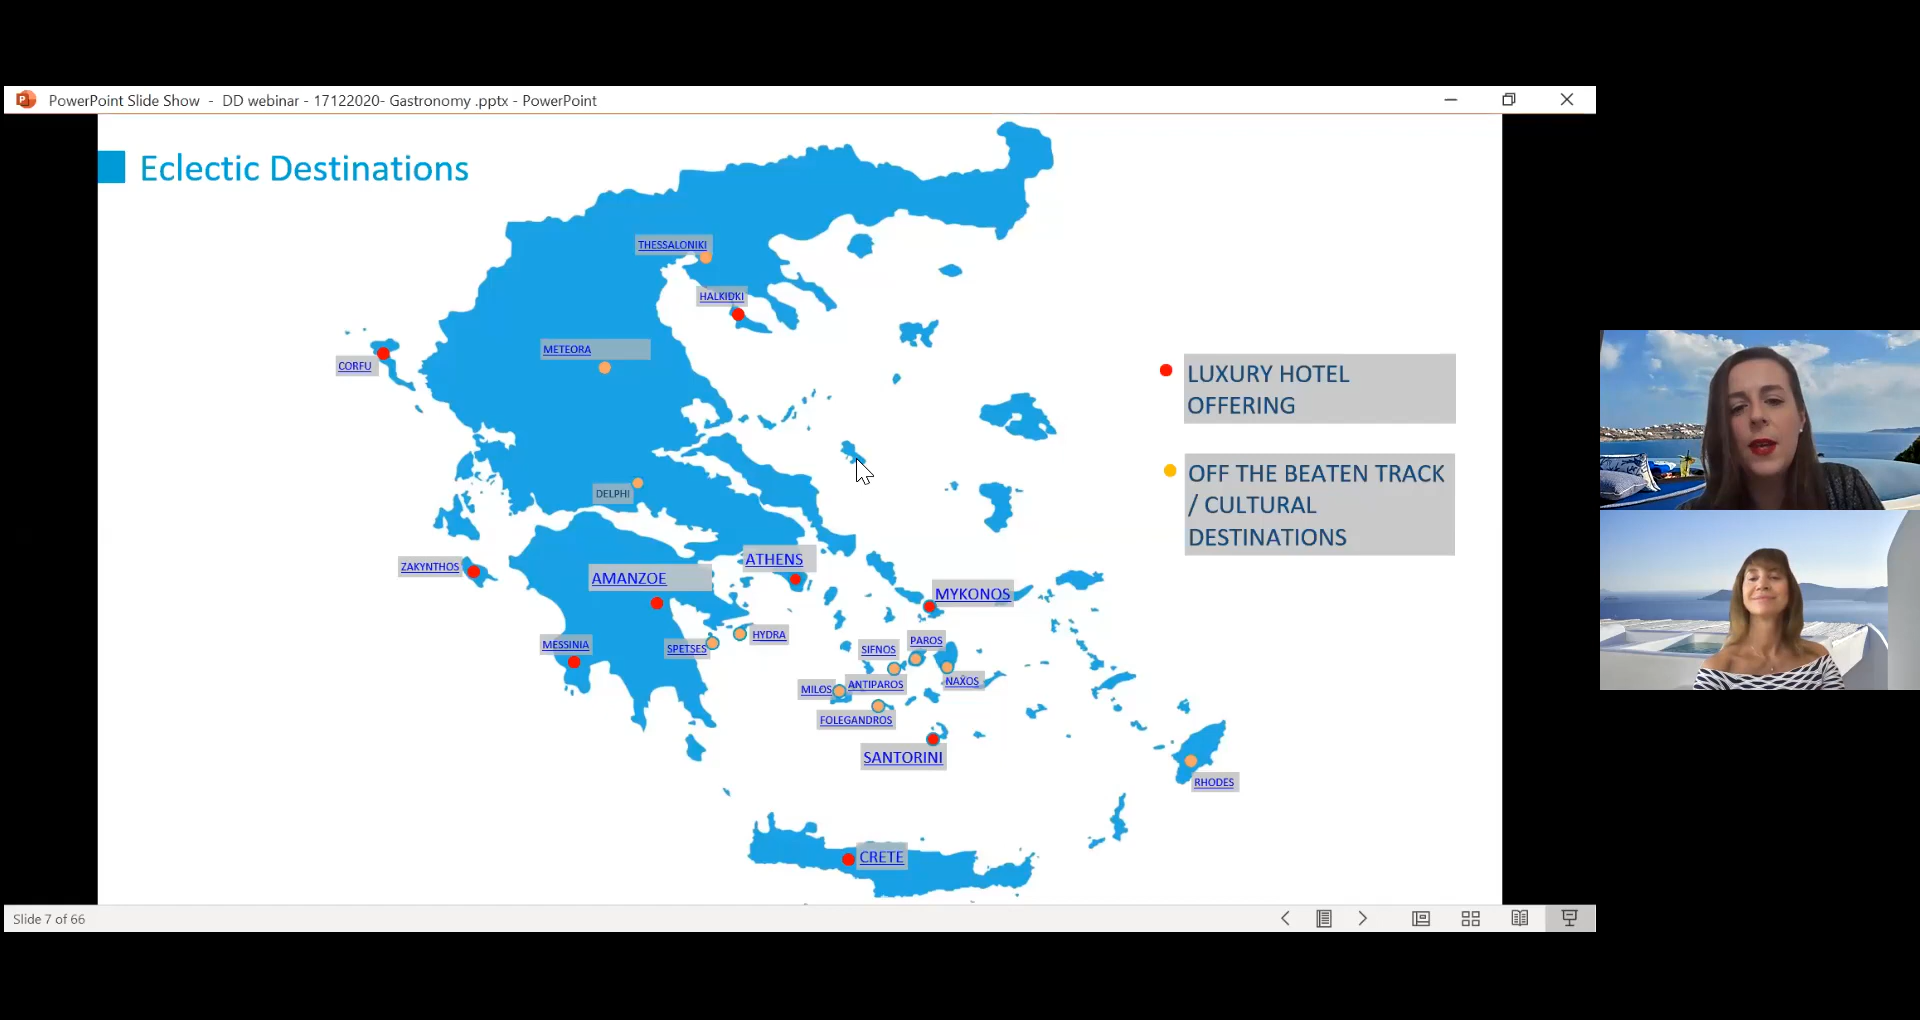 PowerPoint Slide Show - DD webinar - 17122020- Gastronomy .pptx - PowerPoint
Eclectic Destinations
THESSALONIKI
HALKIDKI
METEORA
CORFU
LUXURY HOTEL
OFFERING
OFF THE BEATEN TRACK
/ CULTURAL
DESTINATIONS
DELPHI
ATHENS
ZAKYNTHOS
AMANZOE
MYKONOS
HYDRA
MESSINIA
SPETSES
PAROS
SIFNOS
NAXOS
ANTIPAROS
MILOS
FOLEGANDROS
SANTORINI
RHODES
CRETE
Slide 7 of 66